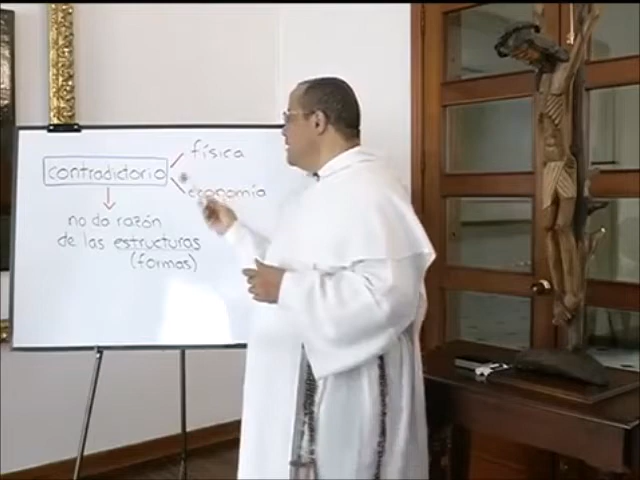 contradictorio
física
economía
no da razón
de las estructuras
(formas)